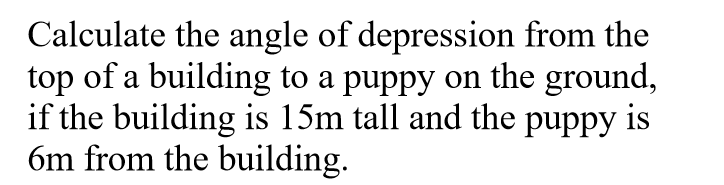 Calculate the angle of depression from the
top of a building to a puppy on the ground,
if the building is 15m tall and the puppy is
6m from the building.